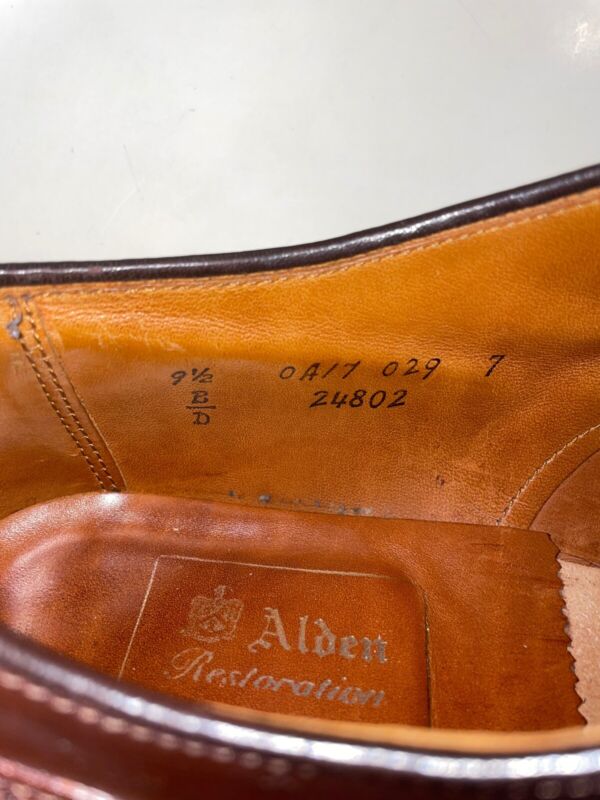 9½ 0A17 029 7
B 24802
D
Alden
Restoration